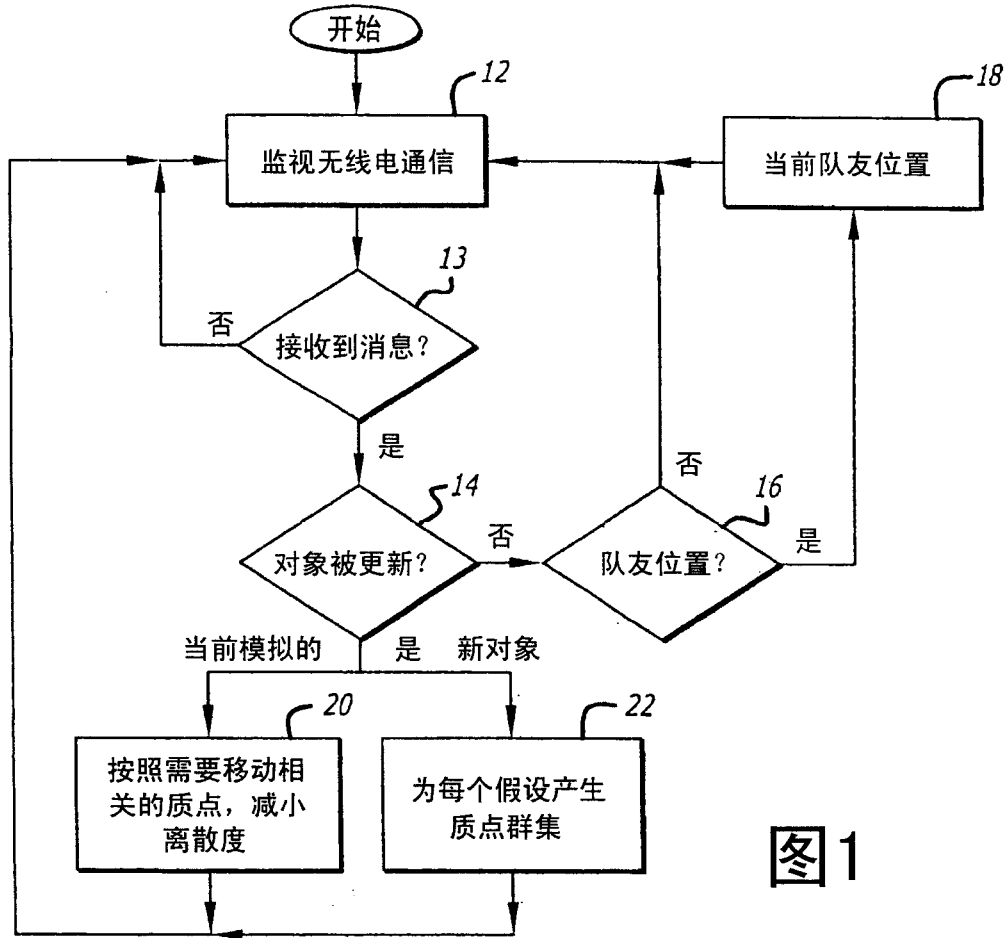 开始
12
监视无线电通信
18
当前队友位置
13
接收到消息?
否
是
14
对象被更新?
否
16
队友位置?
否
是
当前模拟的
是
新对象
20
按照需要移动相
关的质点,减小
离散度
22
为每个假设产生
质点群集
图1